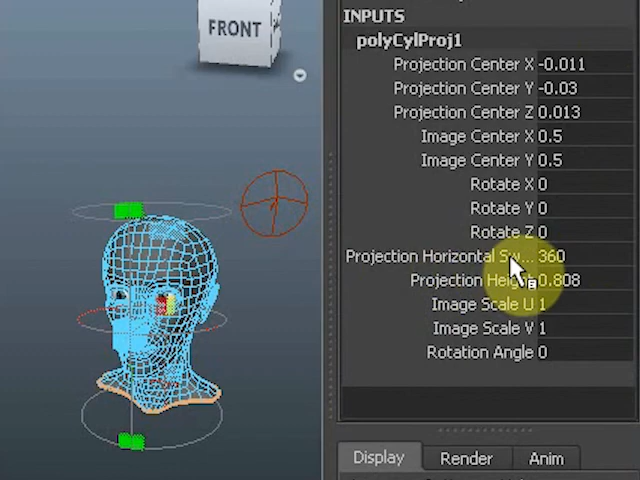 FRONT
INPUTS
polyCylProj1
Projection Center X -0.011
Projection Center Y -0.03
Projection Center Z 0.013
Image Center X 0.5
Image Center Y 0.5
Rotate X 0
Rotate Y 0
Rotate Z 0
Projection Horizontal Sw... 360
Projection Height 0.808
Image Scale U 1
Image Scale V 1
Rotation Angle 0
Display Render Anim